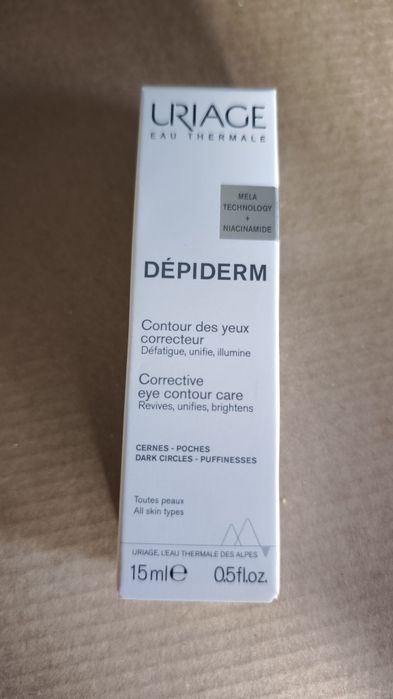 URIAGE
EAU THERMALE
MELA
TECHNOLOGY
+
NIACINAMIDE
DÉPIDERM
Contour des yeux
correcteur
Défatigue, unifie, illumine
Corrective
eye contour care
Revives, unifies, brightens
CERNES - POCHES
DARK CIRCLES - PUFFINESSES
Toutes peaux
All skin types
URIAGE, L'EAU THERMALE DES ALPES
15 ml℮ 0.5fl.oz.